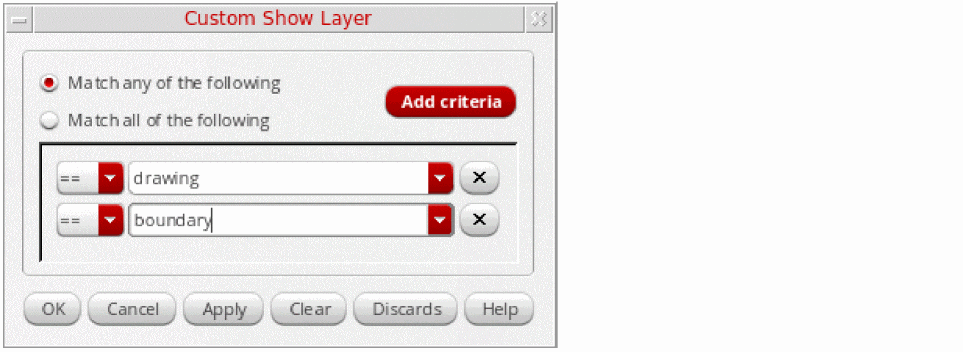 Custom Show Layer
Match any of the following
Add criteria
Match all of the following
== drawing
== boundary
OK Cancel Apply Clear Discards Help